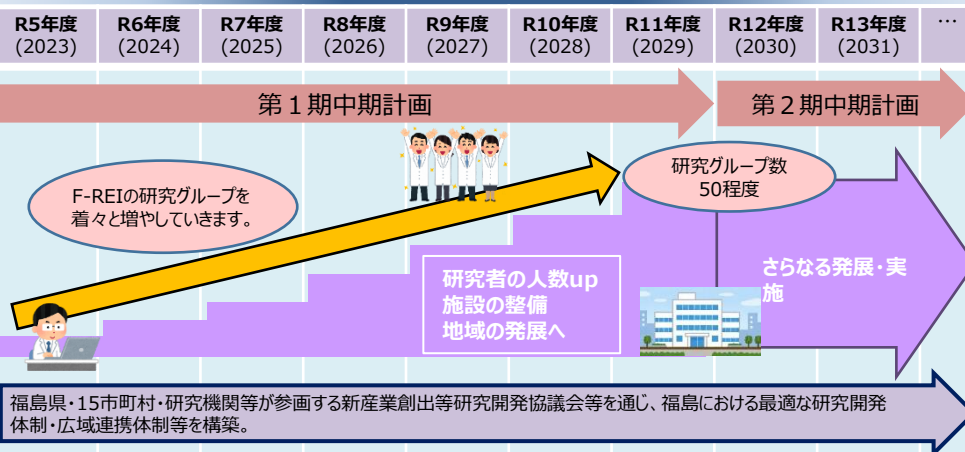 R5年度 R6年度 R7年度 R8年度 R9年度 R10年度 R11年度 R12年度 R13年度 …
(2023) (2024) (2025) (2026) (2027) (2028) (2029) (2030) (2031)
第1期中期計画 第2期中期計画
F-REIの研究グループを
着々と増やしていきます。
研究グループ数
50程度
研究者の人数up
施設の整備
地域の発展へ
さらなる発展・実
施
福島県・15市町村・研究機関等が参画する新産業創出等研究開発協議会等を通じ、福島における最適な研究開発
体制・広域連携体制等を構築。